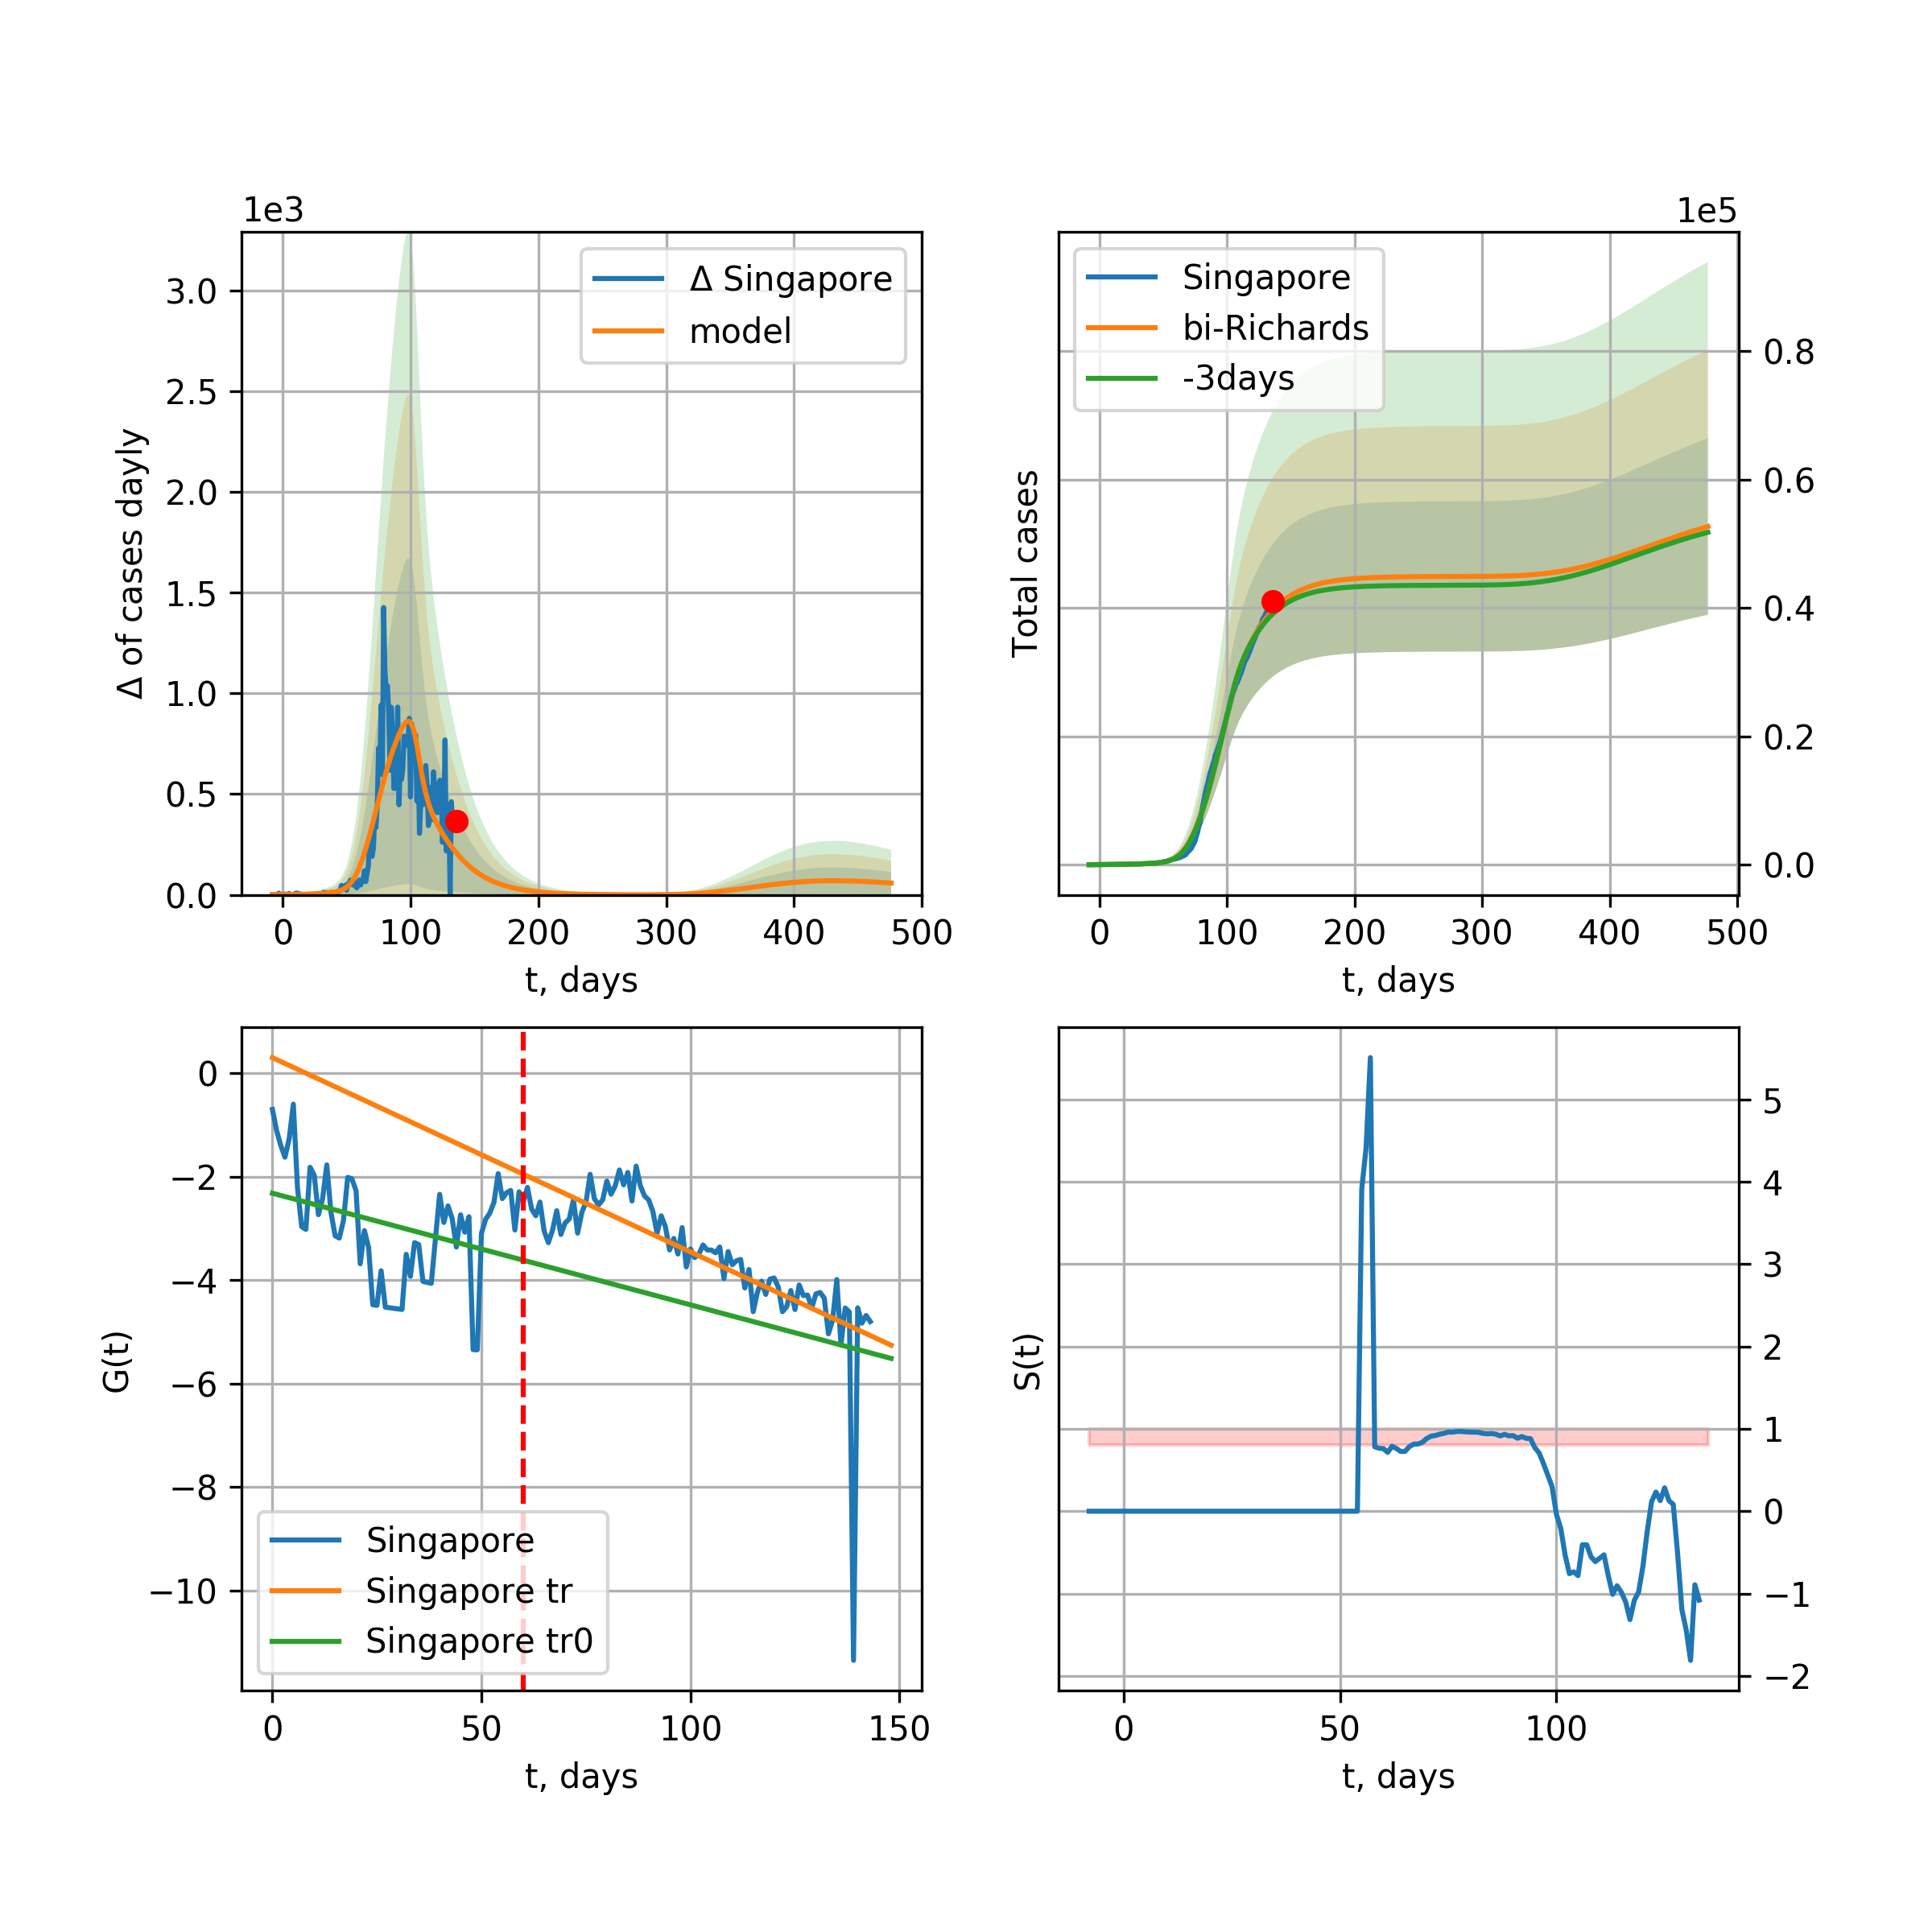 1e3
3.0
2.5
2.0
1.5
1.0
0.5
0.0
Δ of cases dayly
Δ Singapore
model
0 100 200 300 400 500
t, days
1e5
Singapore
bi-Richards
-3days
Total cases
0.8
0.6
0.4
0.2
0.0
0 100 200 300 400 500
t, days
0
−2
−4
−6
−8
−10
G(t)
Singapore
Singapore tr
Singapore tr0
0 50 100 150
t, days
S(t)
5
4
3
2
1
0
−1
−2
0 50 100
t, days